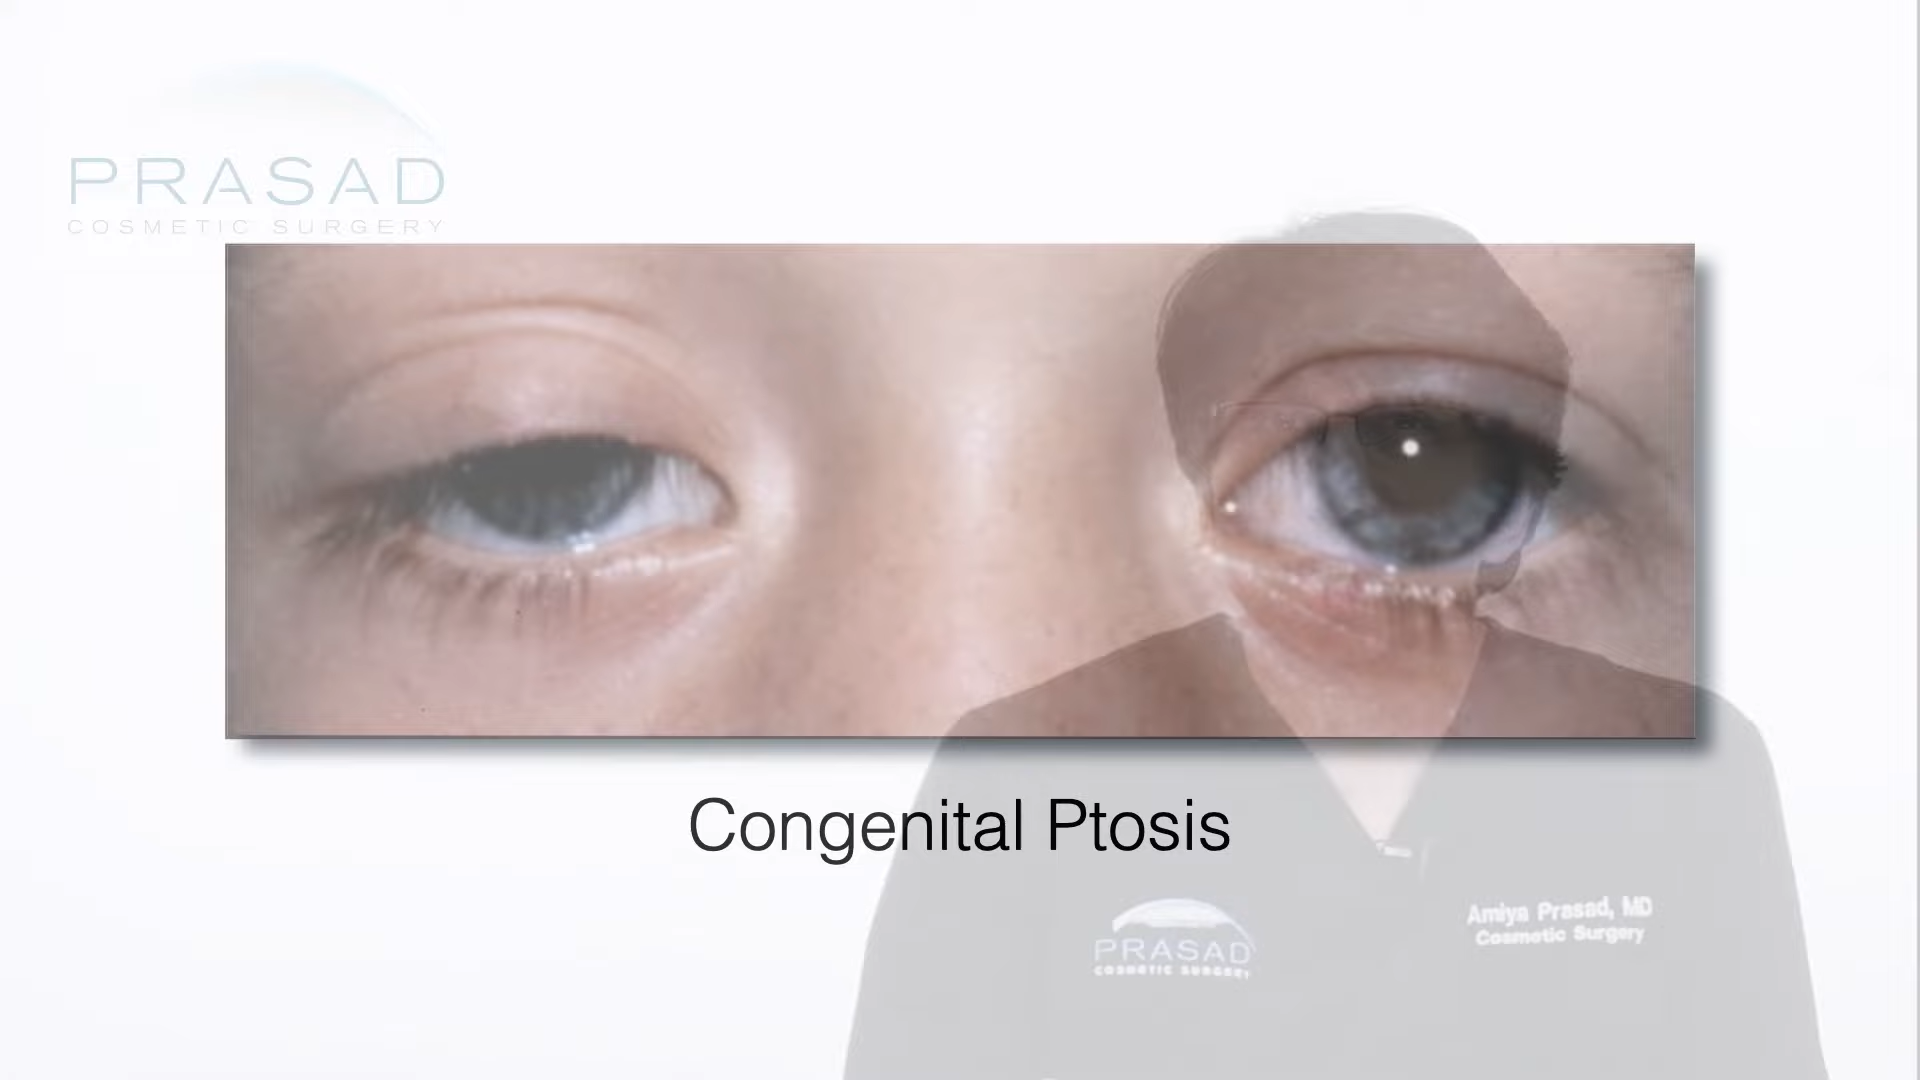 PRASAD
COSMETIC SURGERY
Congenital Ptosis
PRASAD
COSMETIC SURGERY
Amiya Prasad, MD
Cosmetic Surgery